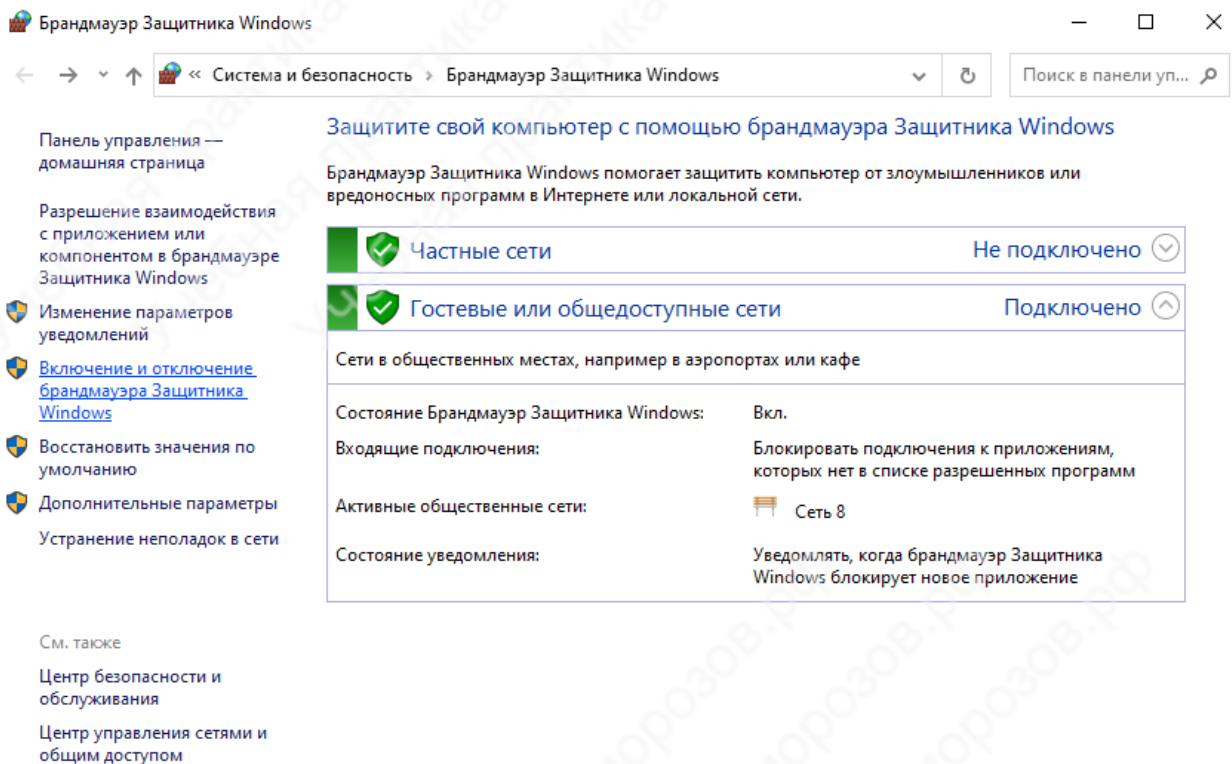 Брандмауэр Защитника Windows
« Система и безопасность › Брандмауэр Защитника Windows
Поиск в панели уп...
Панель управления —
домашняя страница
Разрешение взаимодействия
с приложением или
компонентом в брандмауэре
Защитника Windows
Изменение параметров
уведомлений
Включение и отключение
брандмауэра Защитника
Windows
Восстановить значения по
умолчанию
Дополнительные параметры
Устранение неполадок в сети
См. также
Центр безопасности и
обслуживания
Центр управления сетями и
общим доступом
Защитите свой компьютер с помощью брандмауэра Защитника Windows
Брандмауэр Защитника Windows помогает защитить компьютер от злоумышленников или
вредоносных программ в Интернете или локальной сети.
Частные сети Не подключено
Гостевые или общедоступные сети Подключено
Сети в общественных местах, например в аэропортах или кафе
Состояние Брандмауэр Защитника Windows: Вкл.
Входящие подключения: Блокировать подключения к приложениям,
которых нет в списке разрешенных программ
Активные общественные сети: Сеть 8
Состояние уведомления: Уведомлять, когда брандмауэр Защитника
Windows блокирует новое приложение